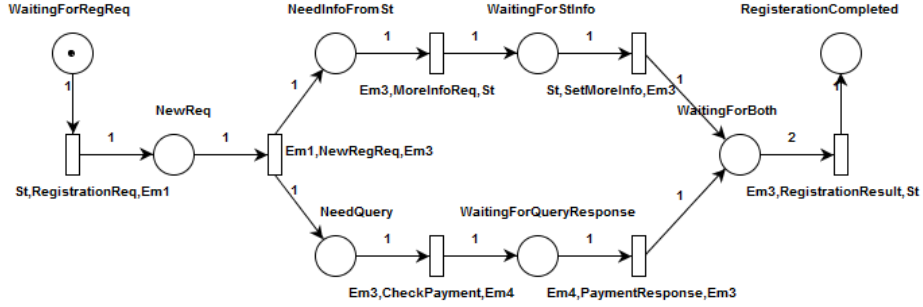 WaitingForRegReq
NeedInfoFromSt
WaitingForStInfo
RegisterationCompleted
1
1
1
1
Em3,MoreInfoReq,St
St,SetMoreInfo,Em3
1
1
1
1
NewReq
WaitingForBoth
1
1
2
Em1,NewRegReq,Em3
St,RegistrationReq,Em1
Em3,RegistrationResult,St
1
1
NeedQuery
WaitingForQueryResponse
1
1
1
Em3,CheckPayment,Em4
Em4,PaymentResponse,Em3